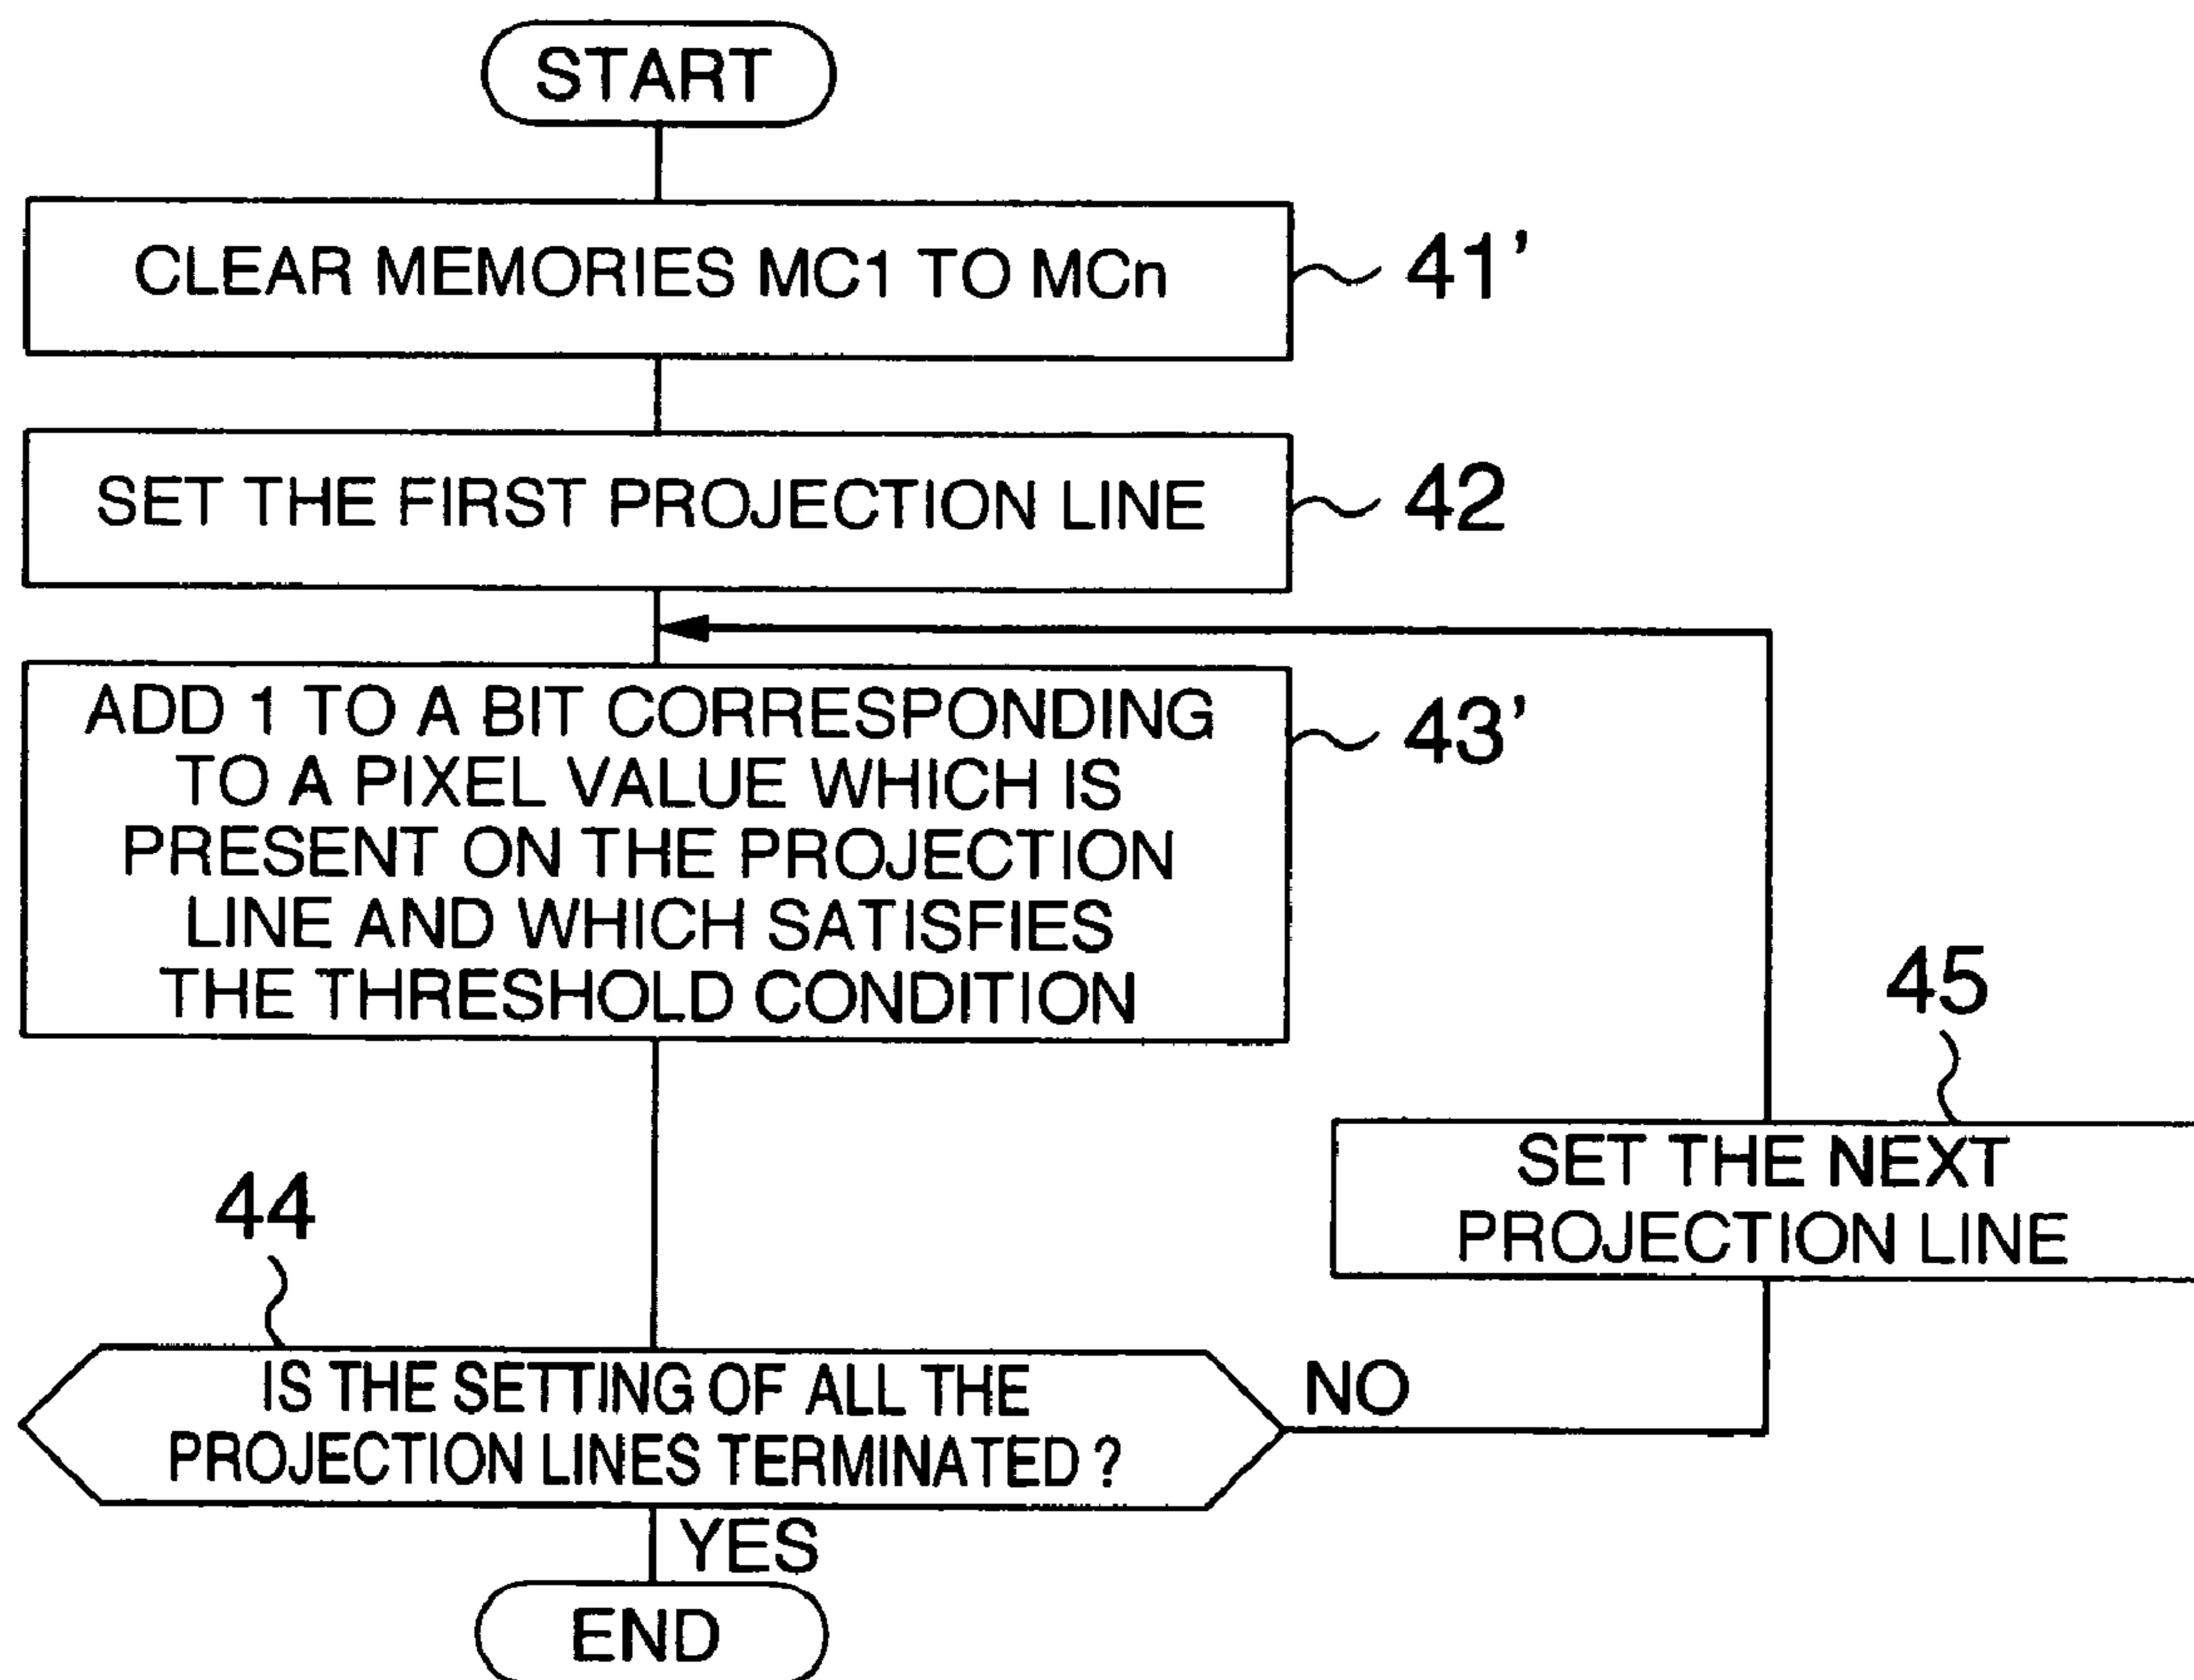 START
CLEAR MEMORIES MC1 TO MCn
41'
SET THE FIRST PROJECTION LINE
42
ADD 1 TO A BIT CORRESPONDING
TO A PIXEL VALUE WHICH IS
PRESENT ON THE PROJECTION
LINE AND WHICH SATISFIES
THE THRESHOLD CONDITION
43'
45
SET THE NEXT
PROJECTION LINE
44
IS THE SETTING OF ALL THE
PROJECTION LINES TERMINATED ?
NO
YES
END